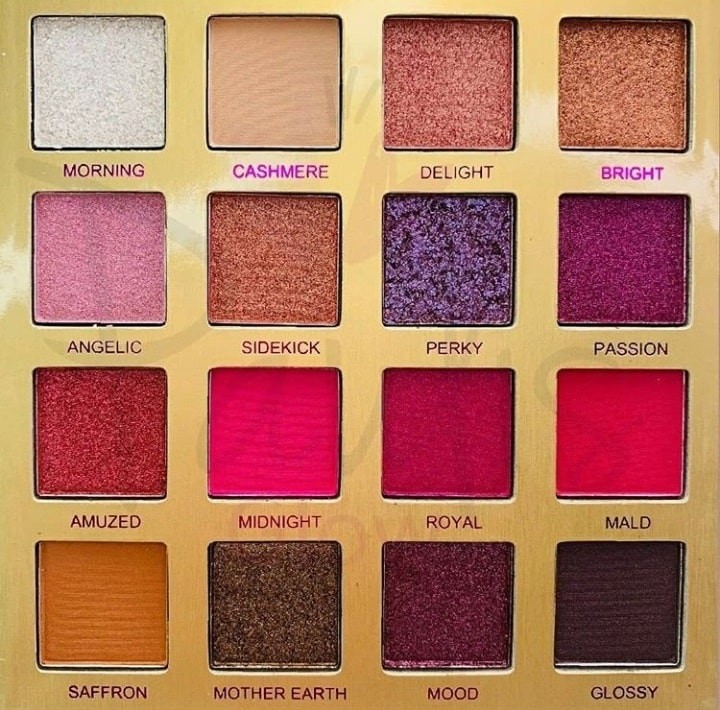 MORNING CASHMERE DELIGHT BRIGHT
ANGELIC SIDEKICK PERKY PASSION
AMUZED MIDNIGHT ROYAL MALD
SAFFRON MOTHER EARTH MOOD GLOSSY